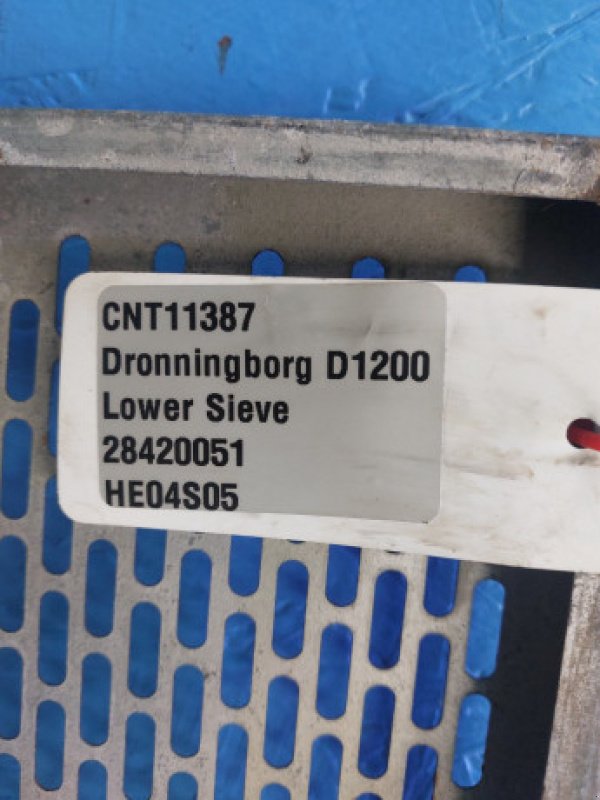 CNT11387
Dronningborg D1200
Lower Sieve
28420051
HE04S05